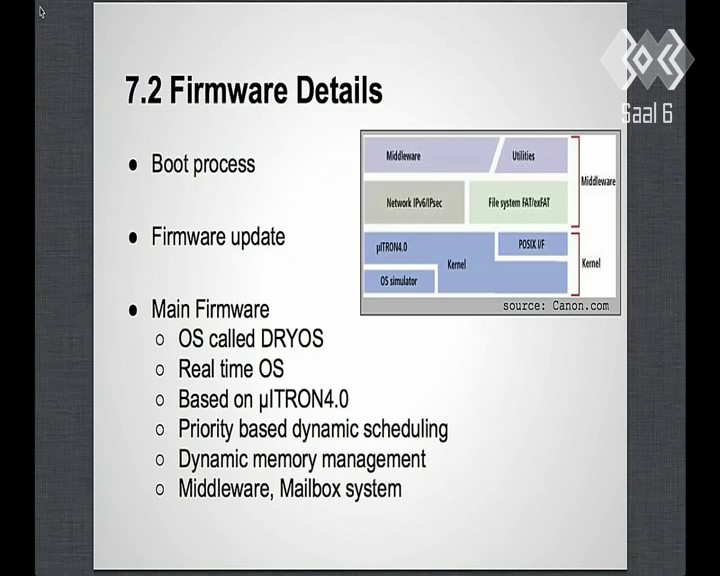 30C3
Saal 6
7.2 Firmware Details
● Boot process
● Firmware update
● Main Firmware
○ OS called DRYOS
○ Real time OS
○ Based on µITRON4.0
○ Priority based dynamic scheduling
○ Dynamic memory management
○ Middleware, Mailbox system
Middleware
Utilities
Middleware
Network IPv6/IPsec
File system FAT/exFAT
µITRON4.0
POSIX I/F
Kernel
Kernel
OS simulator
source: Canon.com